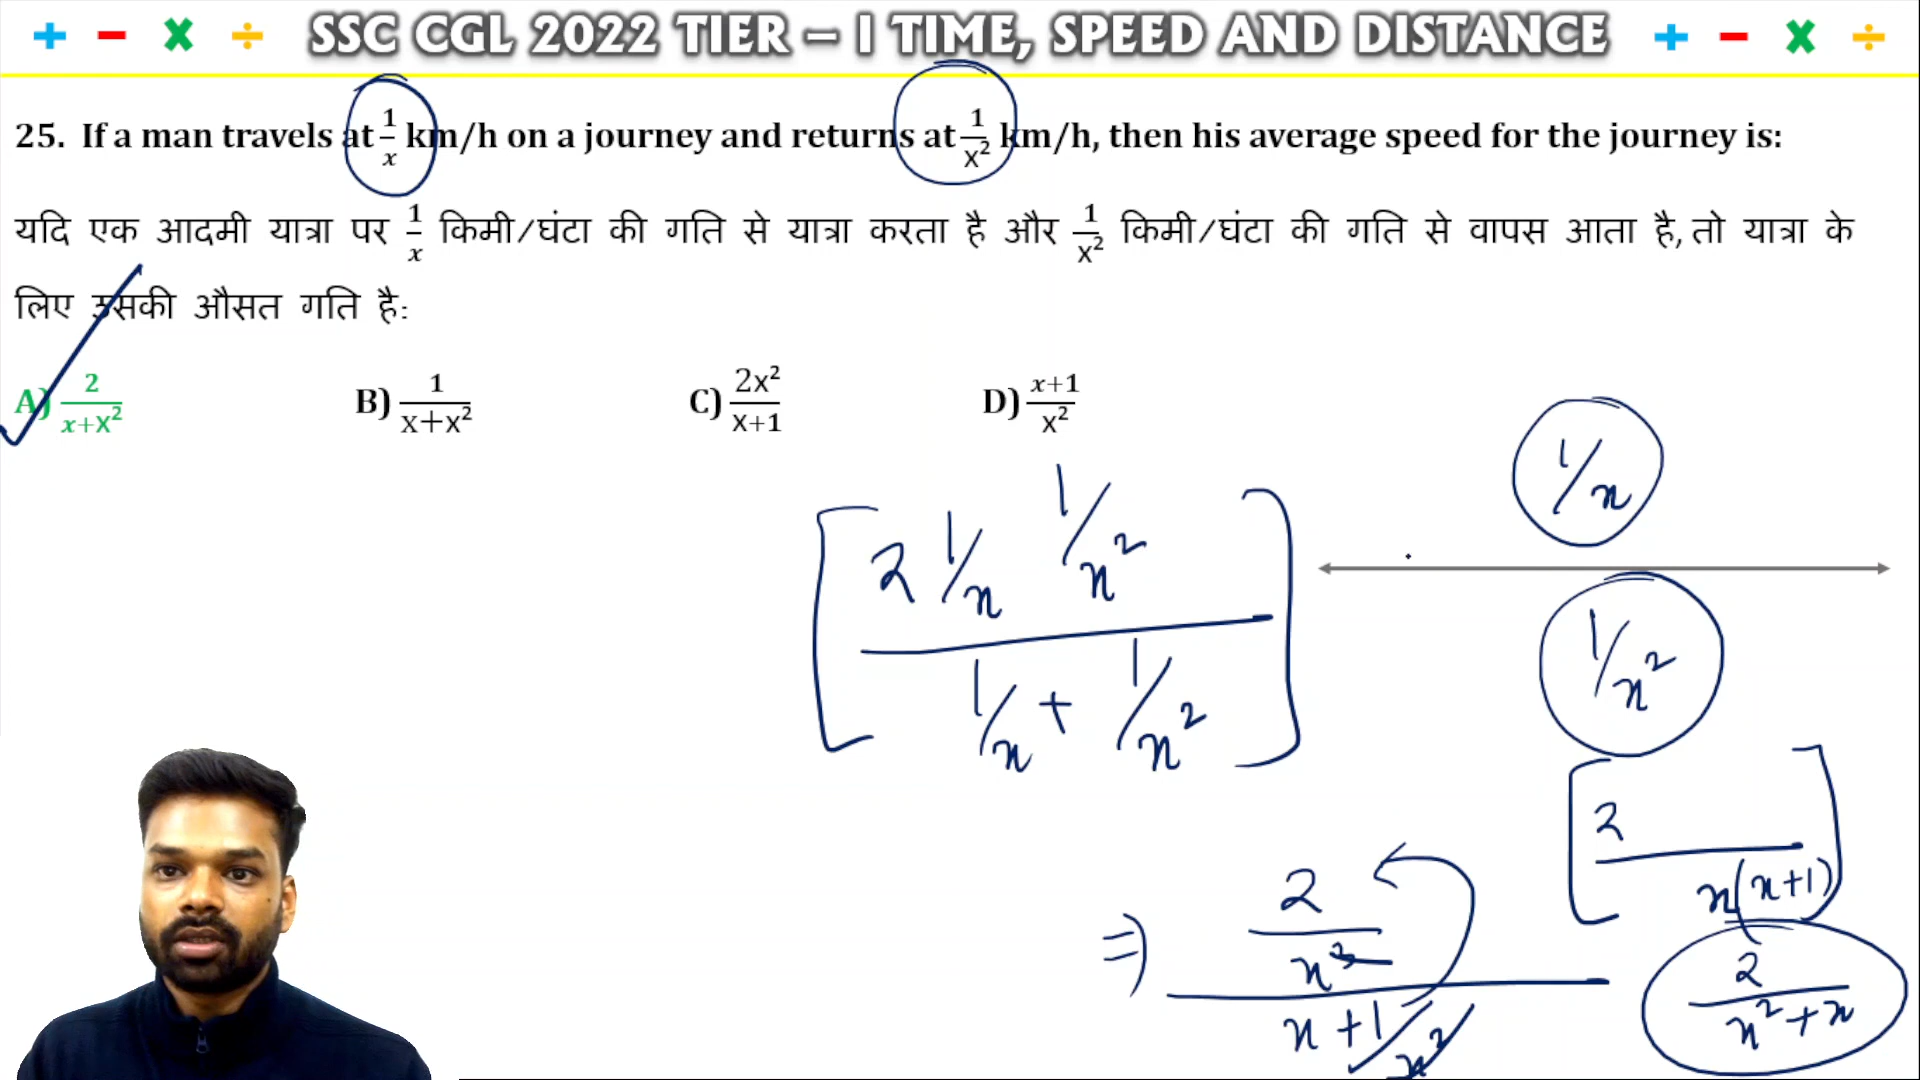 + - × ÷ SSC CGL 2022 TIER – I TIME, SPEED AND DISTANCE + - × ÷
25. If a man travels at 1/x km/h on a journey and returns at 1/x² km/h, then his average speed for the journey is:
यदि एक आदमी यात्रा पर 1/x किमी/घंटा की गति से यात्रा करता है और 1/x² किमी/घंटा की गति से वापस आता है, तो यात्रा के
लिए उसकी औसत गति है:
A) 2/(x+x²) B) 1/(x+x²) C) 2x²/(x+1) D) (x+1)/x²
1/x
[2 1/x 1/x² / (1/x + 1/x²)]
1/x²
[2 / x(x+1)]
⇒ (2/x³) / ((x+1)/x²)
2/(x²+x)